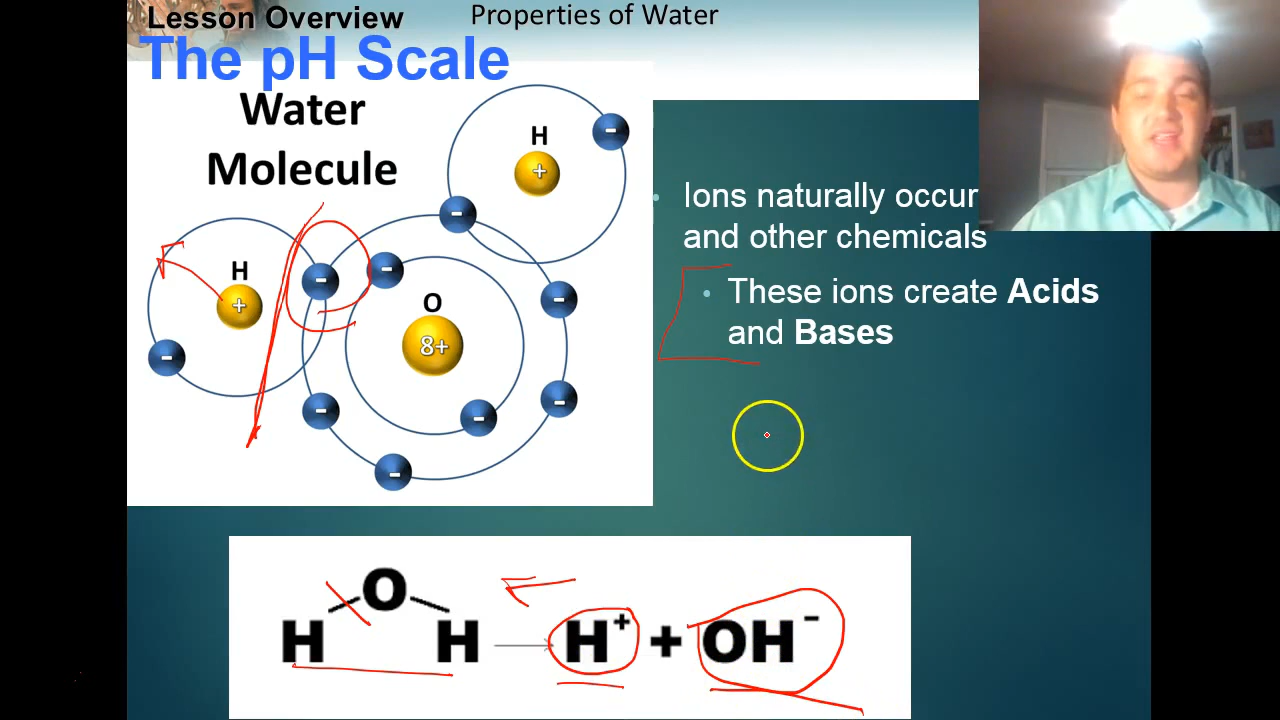 Lesson Overview
Properties of Water
The pH Scale
Water
Molecule
H
+
-
-
H
+
-
-
-
O
8+
-
-
-
-
-
Ions naturally occur
and other chemicals
These ions create Acids
and Bases
O
H H → H+ + OH-